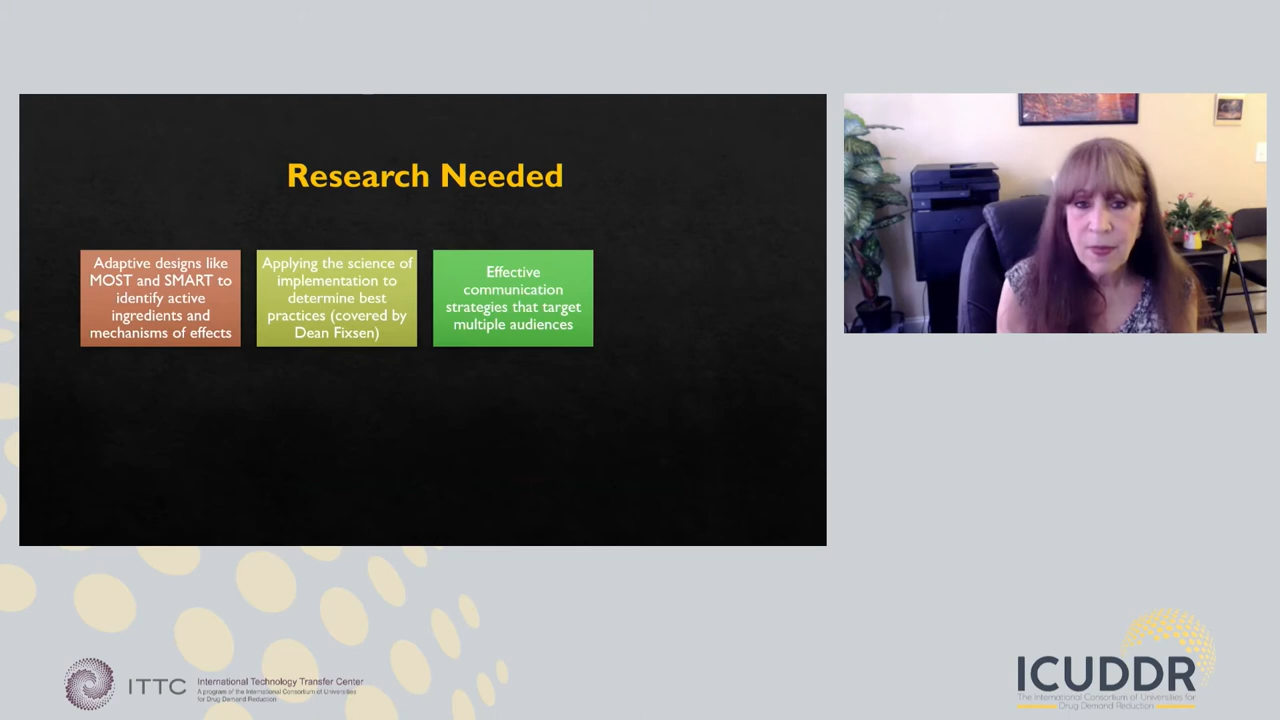 Research Needed
Adaptive designs like
MOST and SMART to
identify active
ingredients and
mechanisms of effects
Applying the science of
implementation to
determine best
practices (covered by
Dean Fixsen)
Effective
communication
strategies that target
multiple audiences
ITTC
International Technology Transfer Center
A program of the International Consortium of Universities
for Drug Demand Reduction
ICUDDR
The International Consortium of Universities for
Drug Demand Reduction